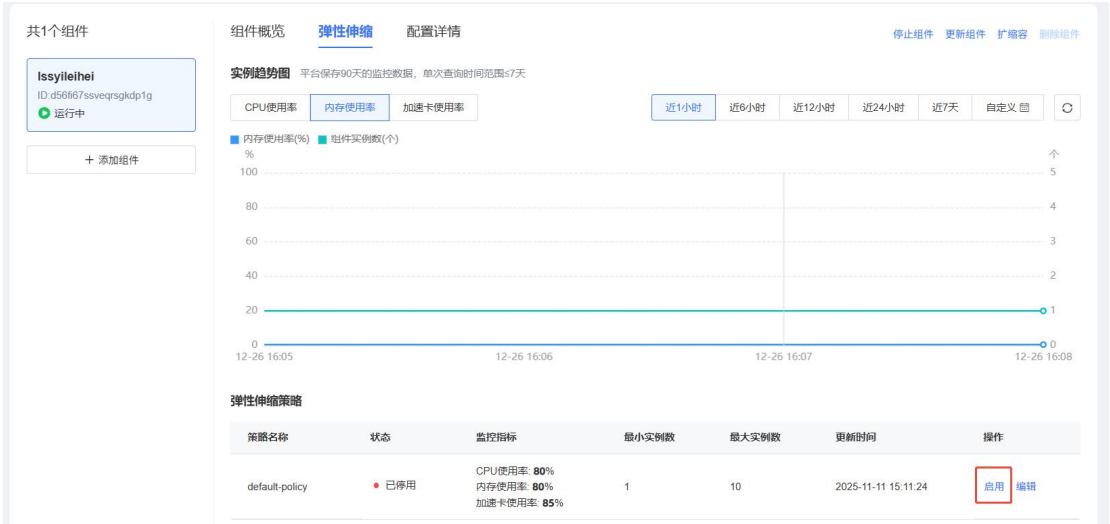 共1个组件
lssyileihei
ID:d56fi67ssveqrsgkdp1g
运行中
+ 添加组件
组件概览 弹性伸缩 配置详情
停止组件 更新组件 扩缩容 删除组件
实例趋势图 平台保存90天的监控数据，单次查询时间范围≤7天
CPU使用率 内存使用率 加速卡使用率
近1小时 近6小时 近12小时 近24小时 近7天 自定义
内存使用率(%) 组件实例数(个)
% 个
100 5
80 4
60 3
40 2
20 1
0 0
12-26 16:05 12-26 16:06 12-26 16:07 12-26 16:08
弹性伸缩策略
策略名称 状态 监控指标 最小实例数 最大实例数 更新时间 操作
CPU使用率: 80%
default-policy 已停用 内存使用率: 80% 1 10 2025-11-11 15:11:24 启用 编辑
加速卡使用率: 85%